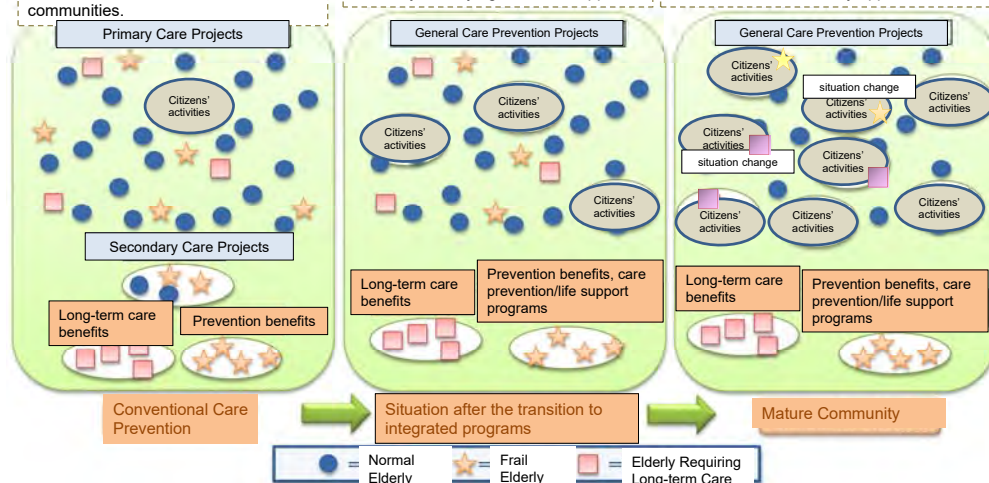 communities.
Primary Care Projects
Citizens'
activities
Secondary Care Projects
Long-term care
benefits
Prevention benefits
Conventional Care
Prevention
General Care Prevention Projects
Citizens'
activities
Citizens'
activities
Citizens'
activities
Long-term care
benefits
Prevention benefits, care
prevention/life support
programs
Situation after the transition to
integrated programs
General Care Prevention Projects
Citizens'
activities
situation change
Citizens'
activities
Citizens'
activities
Citizens'
activities
situation change
Citizens'
activities
Citizens'
activities
Citizens'
activities
Citizens'
activities
Long-term care
benefits
Prevention benefits, care
prevention/life support
programs
Mature Community
= Normal
Elderly
= Frail
Elderly
= Elderly Requiring
Long-term Care